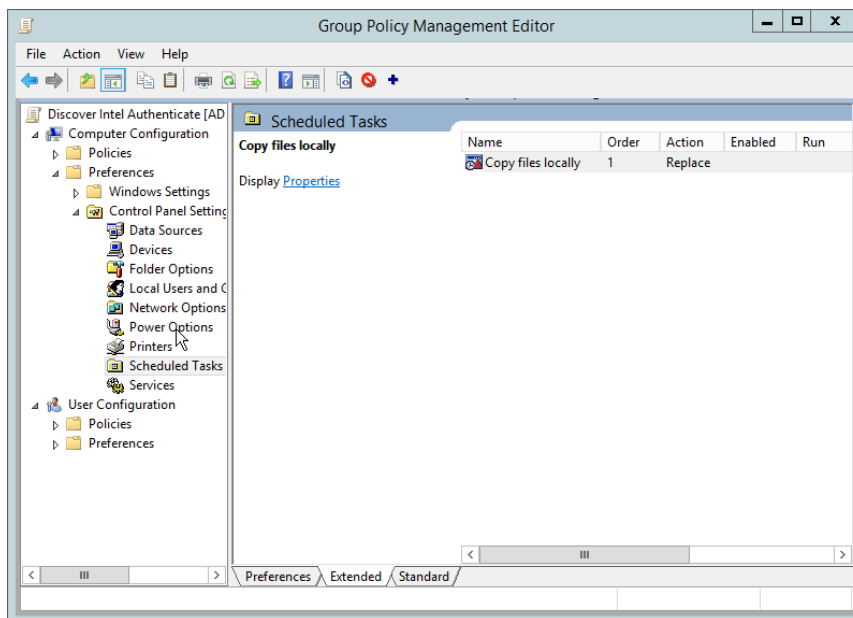 Group Policy Management Editor
File Action View Help
Discover Intel Authenticate [AD
Computer Configuration
Policies
Preferences
Windows Settings
Control Panel Setting
Data Sources
Devices
Folder Options
Local Users and G
Network Options
Power Options
Printers
Scheduled Tasks
Services
User Configuration
Policies
Preferences
Scheduled Tasks
Copy files locally
Display Properties
Name Order Action Enabled Run
Copy files locally 1 Replace
Preferences Extended Standard